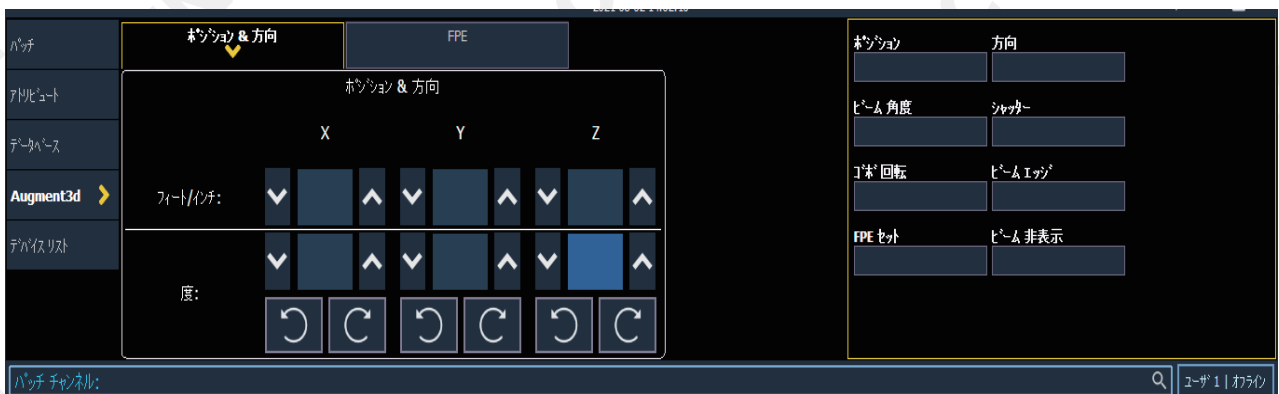 パッチ
アトリビュート
データベース
Augment3d
デバイス リスト
ポジション & 方向
FPE
ポジション & 方向
X Y Z
フィート/インチ:
度:
ポジション 方向
ビーム 角度 シャッター
ゴボ 回転 ビーム エッジ
FPE セット ビーム 非表示
パッチ チャンネル:
ユーザ 1 | オフライン